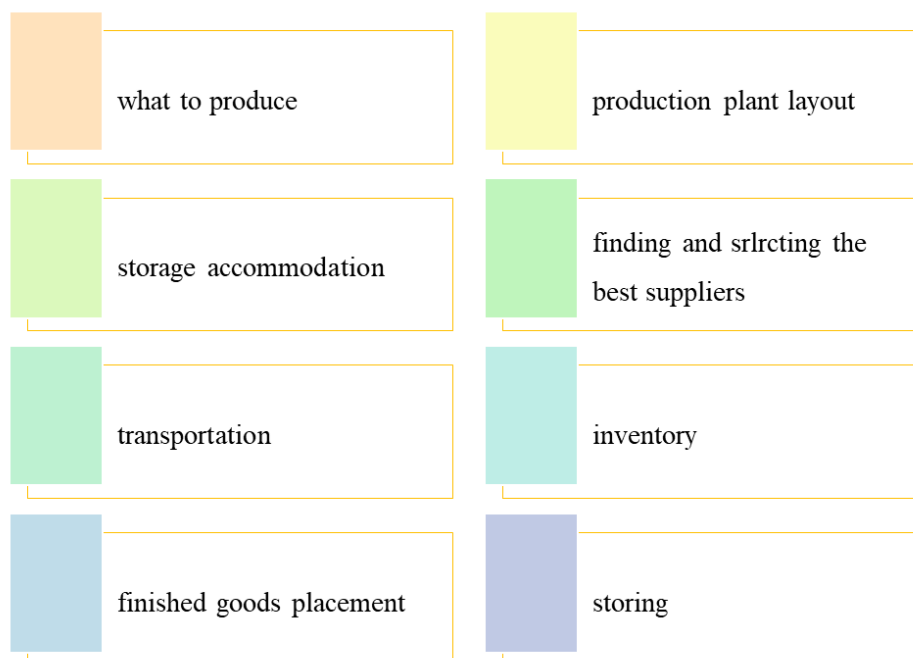 what to produce
production plant layout
storage accommodation
finding and srlrcting the
best suppliers
transportation
inventory
finished goods placement
storing